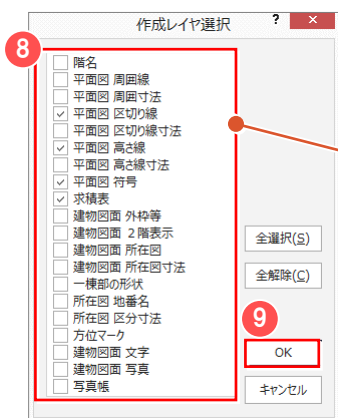 作成レイヤ選択 ? ×
8
階名
平面図 周囲線
平面図 周囲寸法
平面図 区切り線
平面図 区切り線寸法
平面図 高さ線
平面図 高さ線寸法
平面図 符号
求積表
建物図面 外枠等
建物図面 2階表示
建物図面 所在図
建物図面 所在図寸法
一棟部の形状
所在図 地番名
所在図 区分寸法
方位マーク
建物図面 文字
建物図面 写真
写真帳
全選択(S)
全解除(C)
9
OK
キャンセル